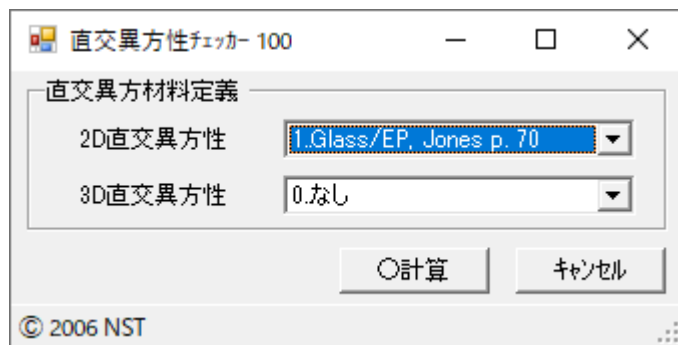 直交異方性ﾁｪｯｶｰ 100
直交異方材料定義
2D直交異方性 1.Glass/EP, Jones p. 70
3D直交異方性 0.なし
〇計算 ｷｬﾝｾﾙ
© 2006 NST